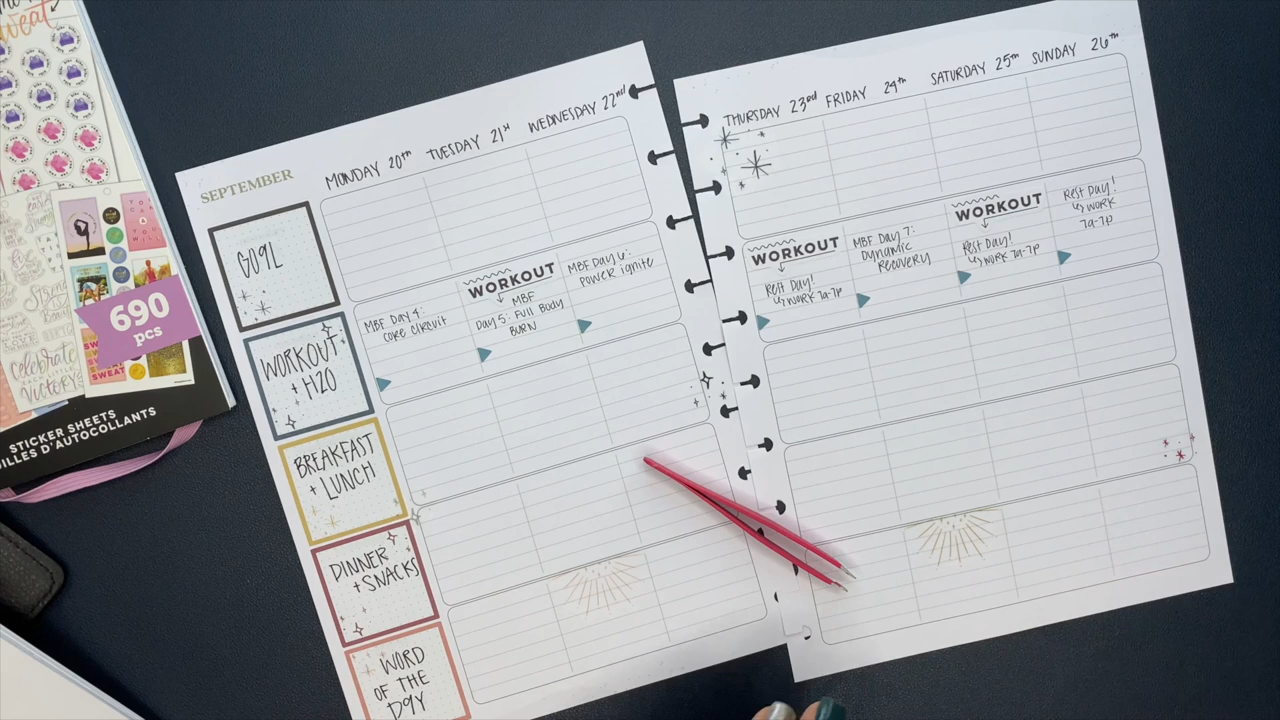 sweat
690
pcs
Strength
celebrate
Victory
SWEAT
STICKER SHEETS
D'AUTOCOLLANTS
SEPTEMBER
MONDAY 20th
TUESDAY 21st
WEDNESDAY 22nd
THURSDAY 23rd
FRIDAY 24th
SATURDAY 25th
SUNDAY 26th
GOAL
WORKOUT
+ H2O
BREAKFAST
+ LUNCH
DINNER
+SNACKS
WORD
OF THE
DAY
MBF Day 4:
core circuit
WORKOUT
MBF
Day 5: Full Body
BURN
MBF Day 6:
Power ignite
WORKOUT
Rest Day!
↳ WORK 7a-7p
MBF Day 7:
Dynamic
Recovery
WORKOUT
Rest Day!
↳ WORK 7a-7p
Rest Day!
↳ WORK
7a-7p